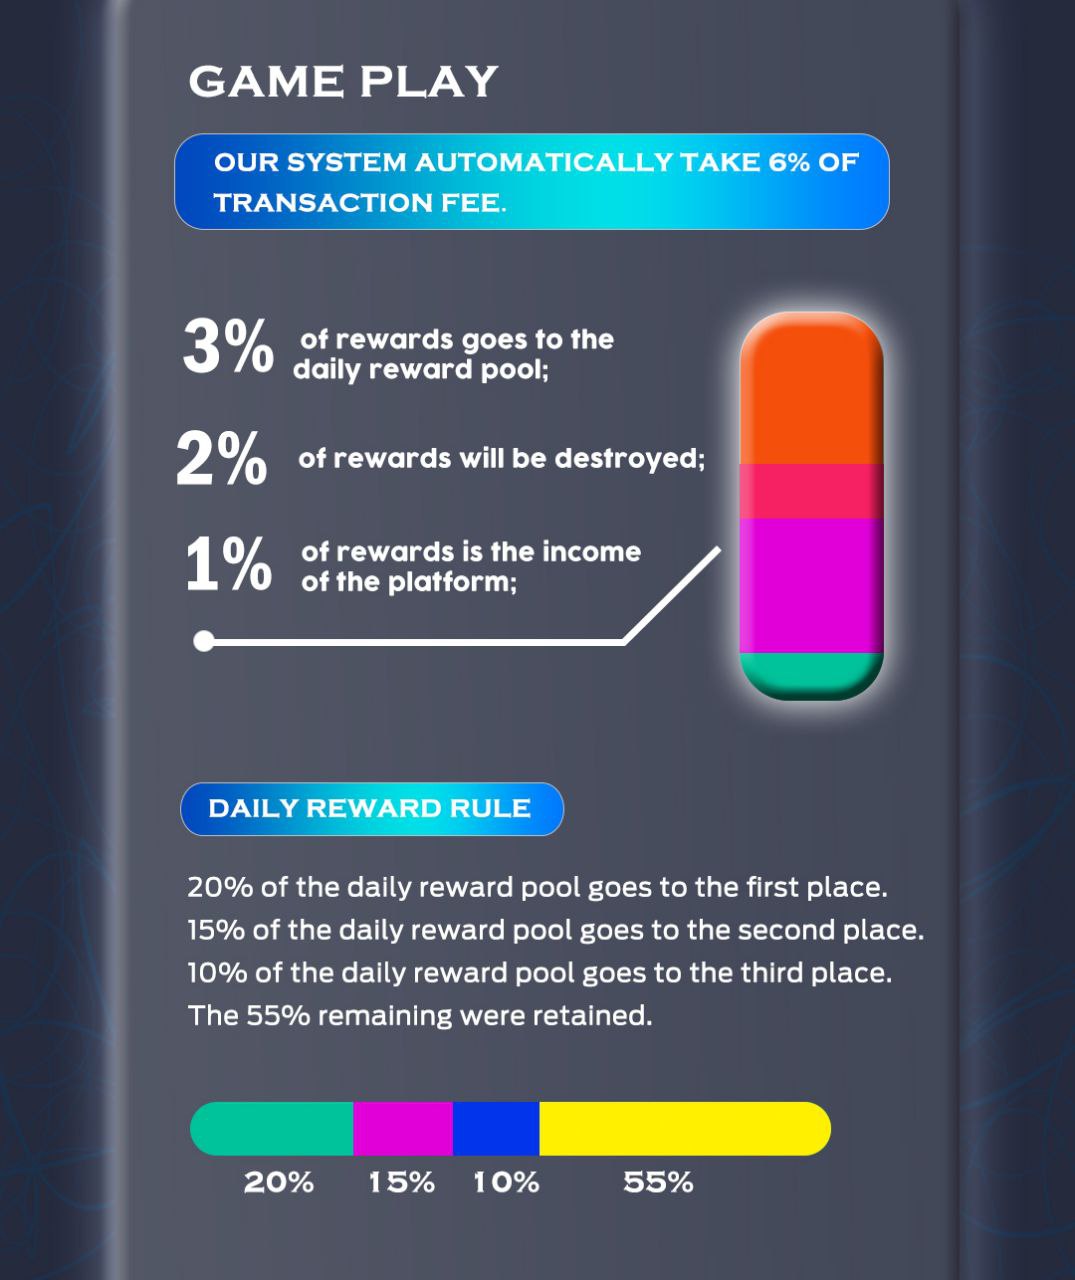 GAME PLAY
OUR SYSTEM AUTOMATICALLY TAKE 6% OF
TRANSACTION FEE.
3% of rewards goes to the
daily reward pool;
2% of rewards will be destroyed;
1% of rewards is the income
of the platform;
DAILY REWARD RULE
20% of the daily reward pool goes to the first place.
15% of the daily reward pool goes to the second place.
10% of the daily reward pool goes to the third place.
The 55% remaining were retained.
20% 15% 10% 55%